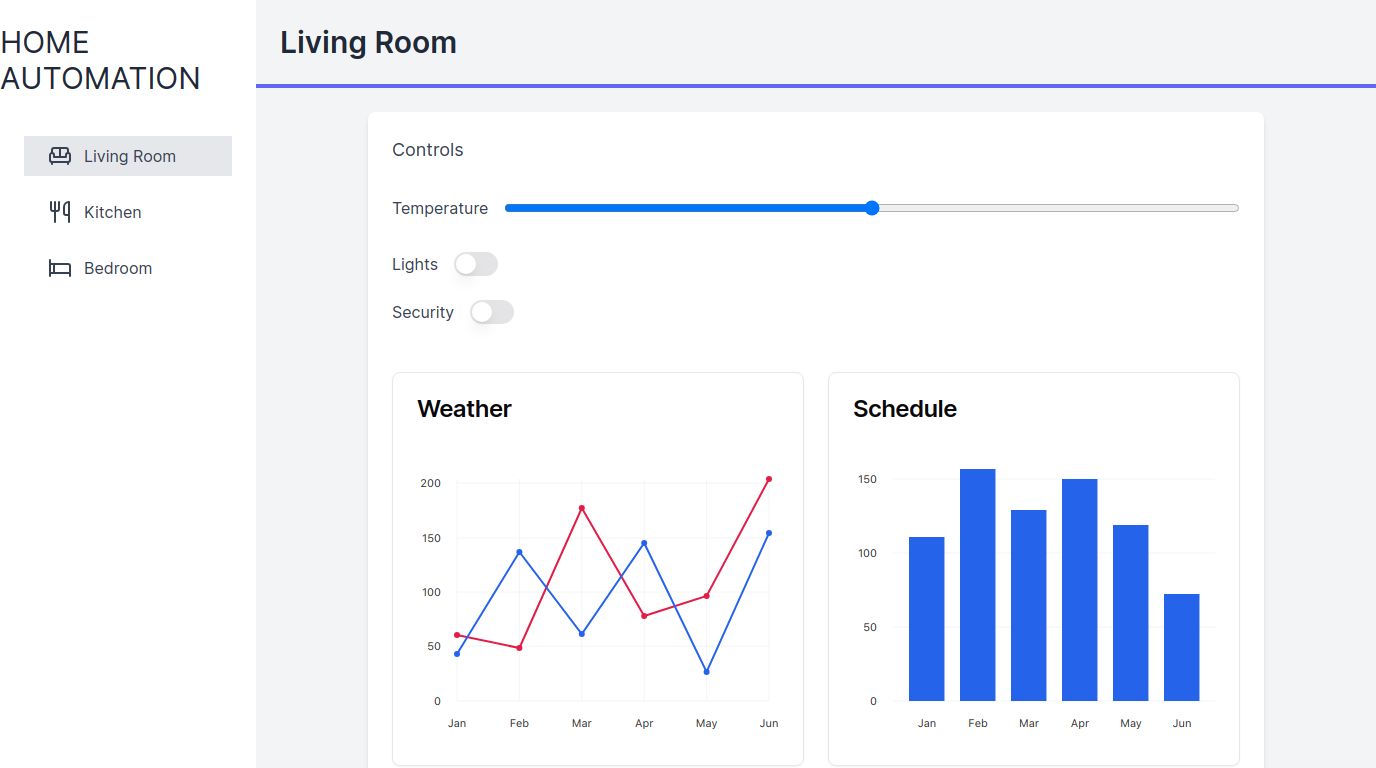 HOME
AUTOMATION
Living Room
Kitchen
Bedroom
Living Room
Controls
Temperature
Lights
Security
Weather
200
150
100
50
0
Jan Feb Mar Apr May Jun
Schedule
150
100
50
0
Jan Feb Mar Apr May Jun